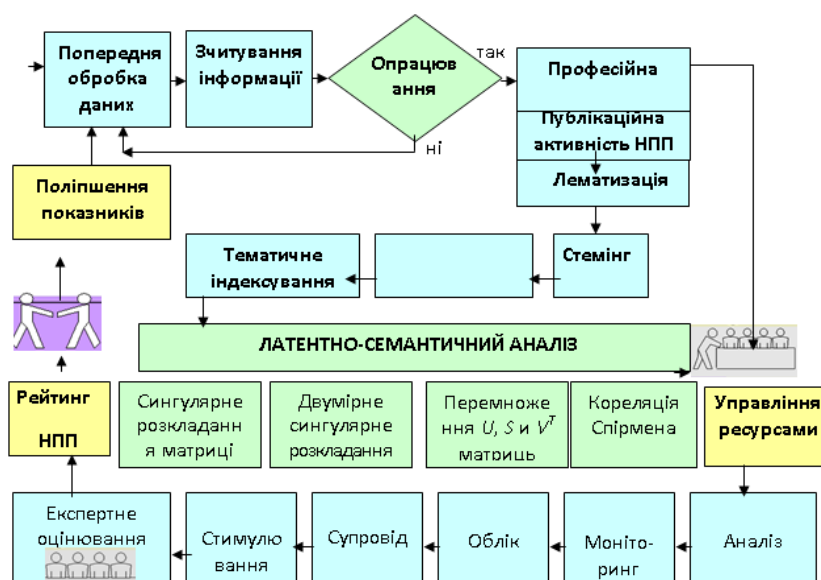 Попередня
обробка
даних
Зчитування
інформації
Опрацюв
ання
так
ні
Професійна
Публікаційна
активність НПП
Лематизація
Поліпшення
показників
Тематичне
індексування
Стемінг
ЛАТЕНТНО-СЕМАНТИЧНИЙ АНАЛІЗ
Рейтинг
НПП
Сингулярне
розкладанн
я матриці
Двумірне
сингулярне
розкладання
Перемноже
ння U, S и Vᵀ
матриць
Кореляція
Спірмена
Управління
ресурсами
Експертне
оцінювання
Стимулю
вання
Супровід
Облік
Моніто-
ринг
Аналіз